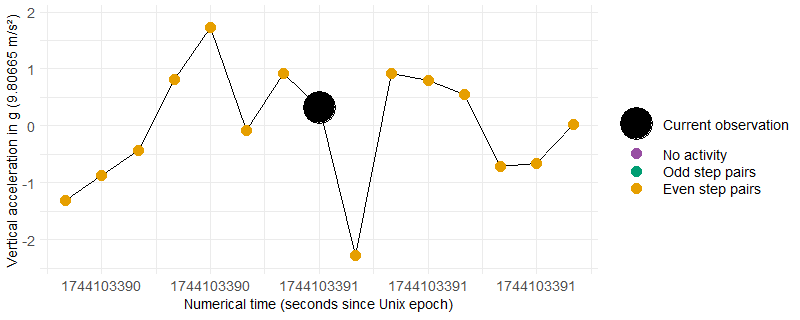 Vertical acceleration in g (9.80665 m/s²)
2
1
0
-1
-2
1744103390 1744103390 1744103391 1744103391 1744103391
Numerical time (seconds since Unix epoch)
Current observation
No activity
Odd step pairs
Even step pairs